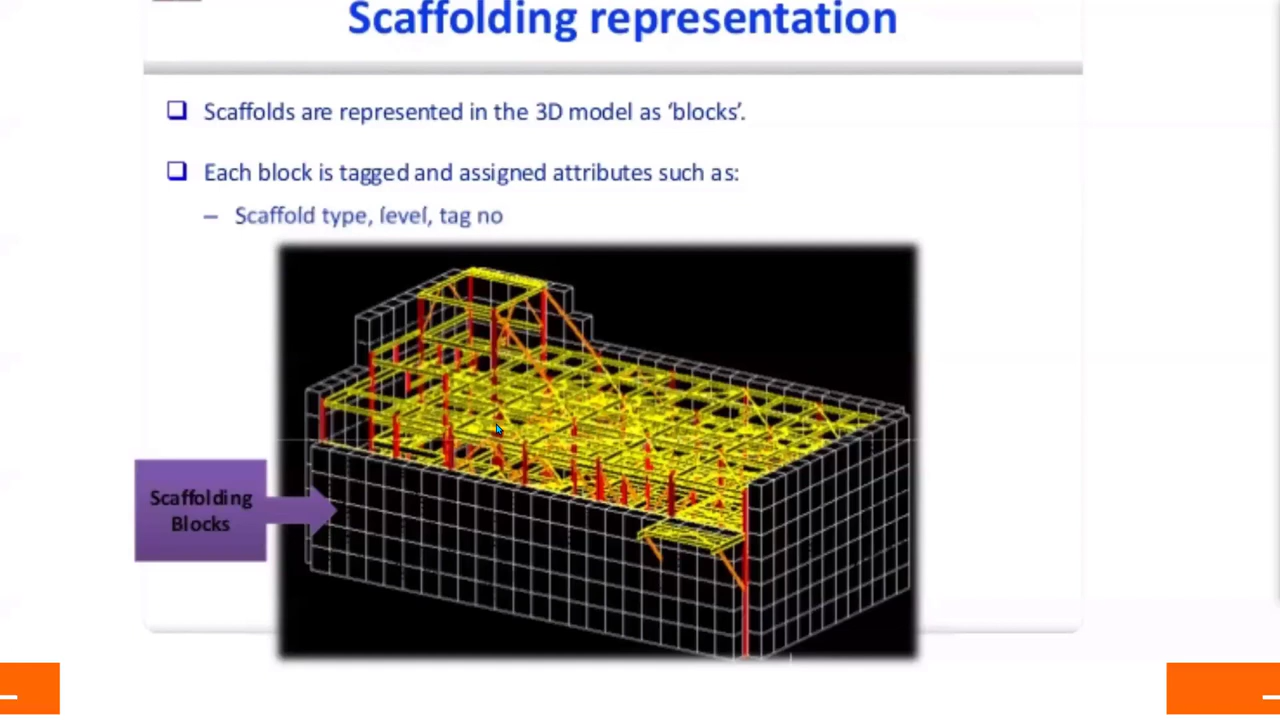 Scaffolding representation
❑ Scaffolds are represented in the 3D model as ‘blocks’.
❑ Each block is tagged and assigned attributes such as:
– Scaffold type, level, tag no
Scaffolding
Blocks